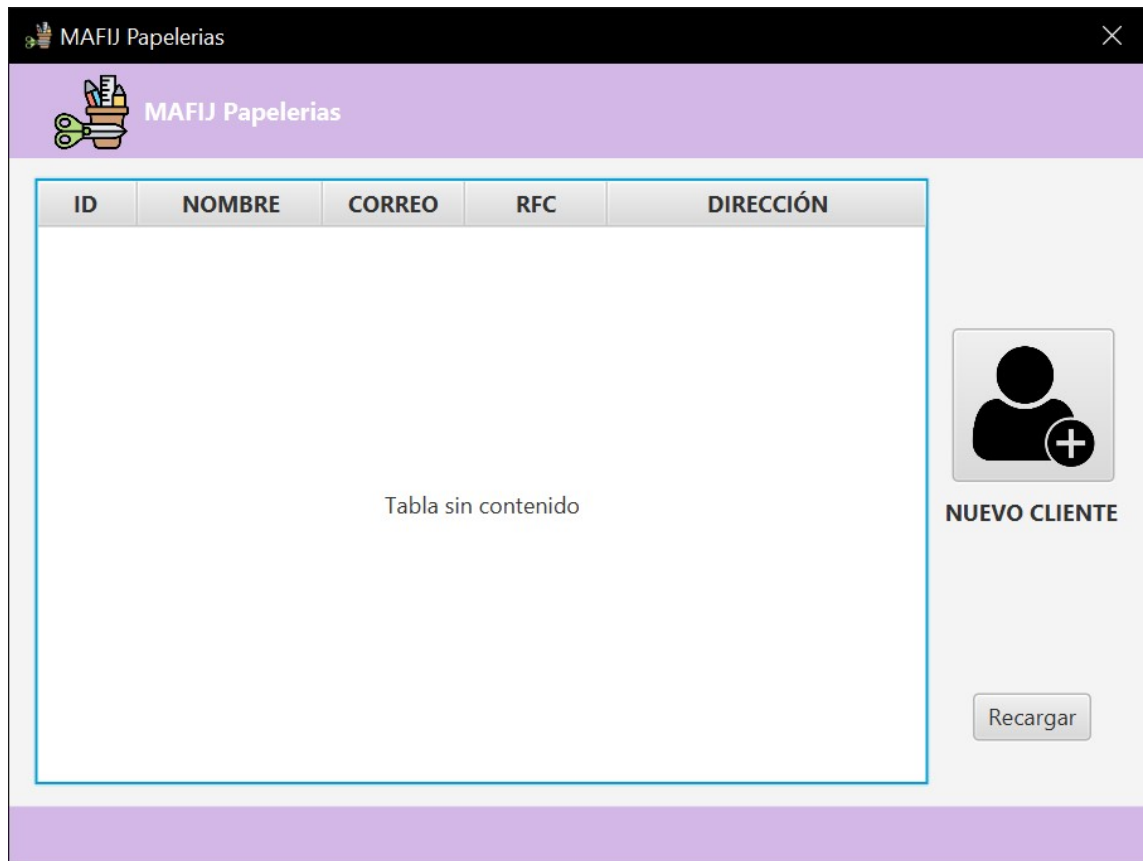 MAFIJ Papelerias
MAFIJ Papelerias
ID NOMBRE CORREO RFC DIRECCIÓN
Tabla sin contenido
NUEVO CLIENTE
Recargar